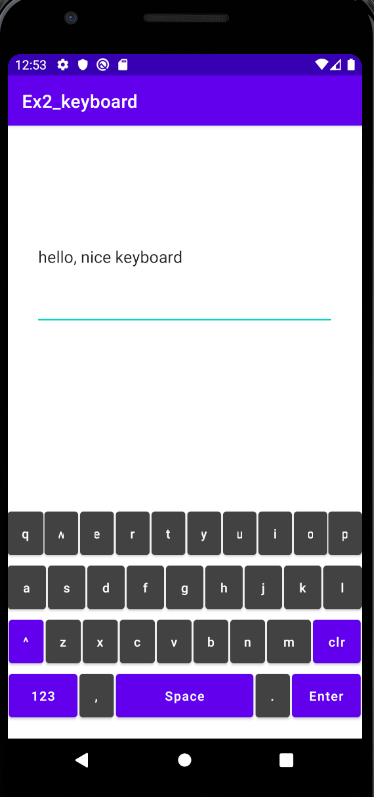 12:53
Ex2_keyboard
hello, nice keyboard
q w e r t y u i o p
a s d f g h j k l
^ z x c v b n m clr
123 , Space . Enter